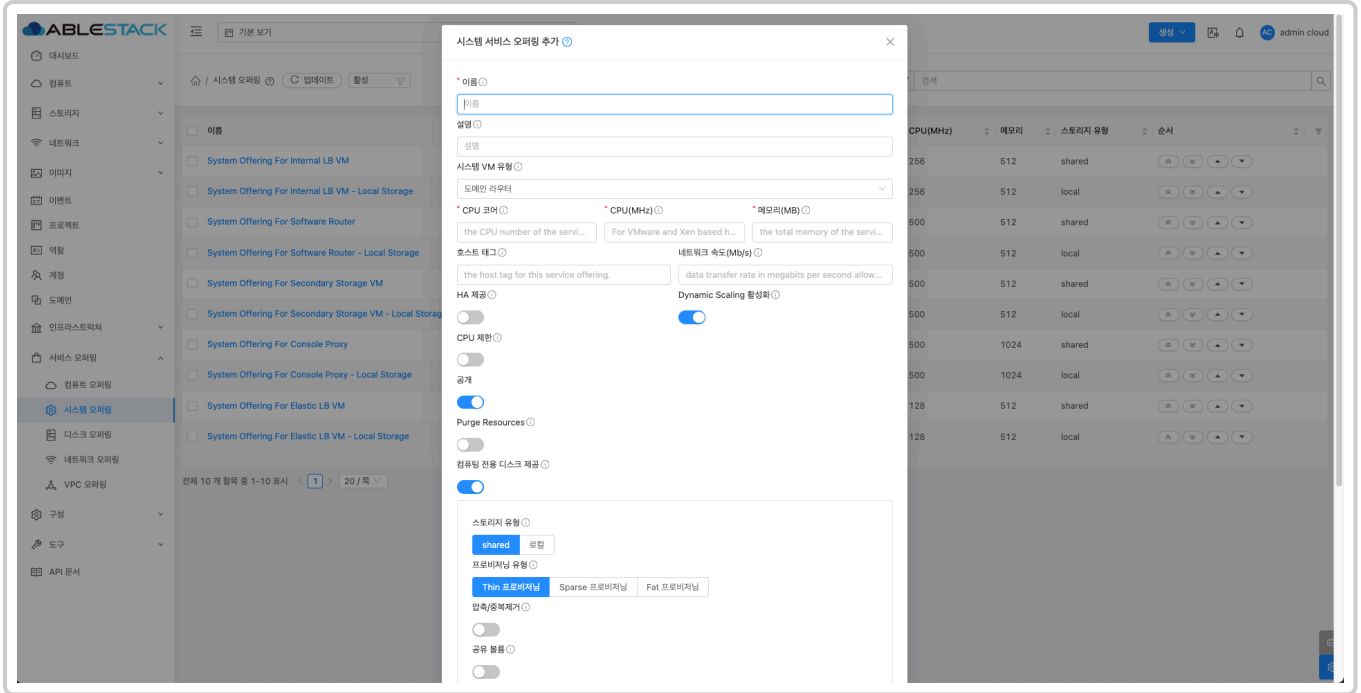 ABLESTACK
기본 보기
생성
AC admin cloud
대시보드
컴퓨트
스토리지
네트워크
이미지
이벤트
프로젝트
역할
계정
도메인
인프라스트럭쳐
서비스 오퍼링
컴퓨트 오퍼링
시스템 오퍼링
디스크 오퍼링
네트워크 오퍼링
VPC 오퍼링
구성
도구
API 문서
/ 시스템 오퍼링
업데이트
활성
검색
이름
CPU(MHz)
메모리
스토리지 유형
순서
System Offering For Internal LB VM
256
512
shared
System Offering For Internal LB VM - Local Storage
256
512
local
System Offering For Software Router
500
512
shared
System Offering For Software Router - Local Storage
500
512
local
System Offering For Secondary Storage VM
500
512
shared
System Offering For Secondary Storage VM - Local Storag
500
512
local
System Offering For Console Proxy
500
1024
shared
System Offering For Console Proxy - Local Storage
500
1024
local
System Offering For Elastic LB VM
128
512
shared
System Offering For Elastic LB VM - Local Storage
128
512
local
전체 10 개 항목 중 1-10 표시 < 1 > 20 / 쪽
시스템 서비스 오퍼링 추가
* 이름
이름
설명
설명
시스템 VM 유형
도메인 라우터
* CPU 코어
* CPU(MHz)
* 메모리(MB)
the CPU number of the servi...
For VMware and Xen based h...
the total memory of the servi...
호스트 태그
네트워크 속도(Mb/s)
the host tag for this service offering.
data transfer rate in megabits per second allow...
HA 제공
Dynamic Scaling 활성화
CPU 제한
공개
Purge Resources
컴퓨팅 전용 디스크 제공
스토리지 유형
shared
로컬
프로비저닝 유형
Thin 프로비저닝
Sparse 프로비저닝
Fat 프로비저닝
압축/중복제거
공유 볼륨